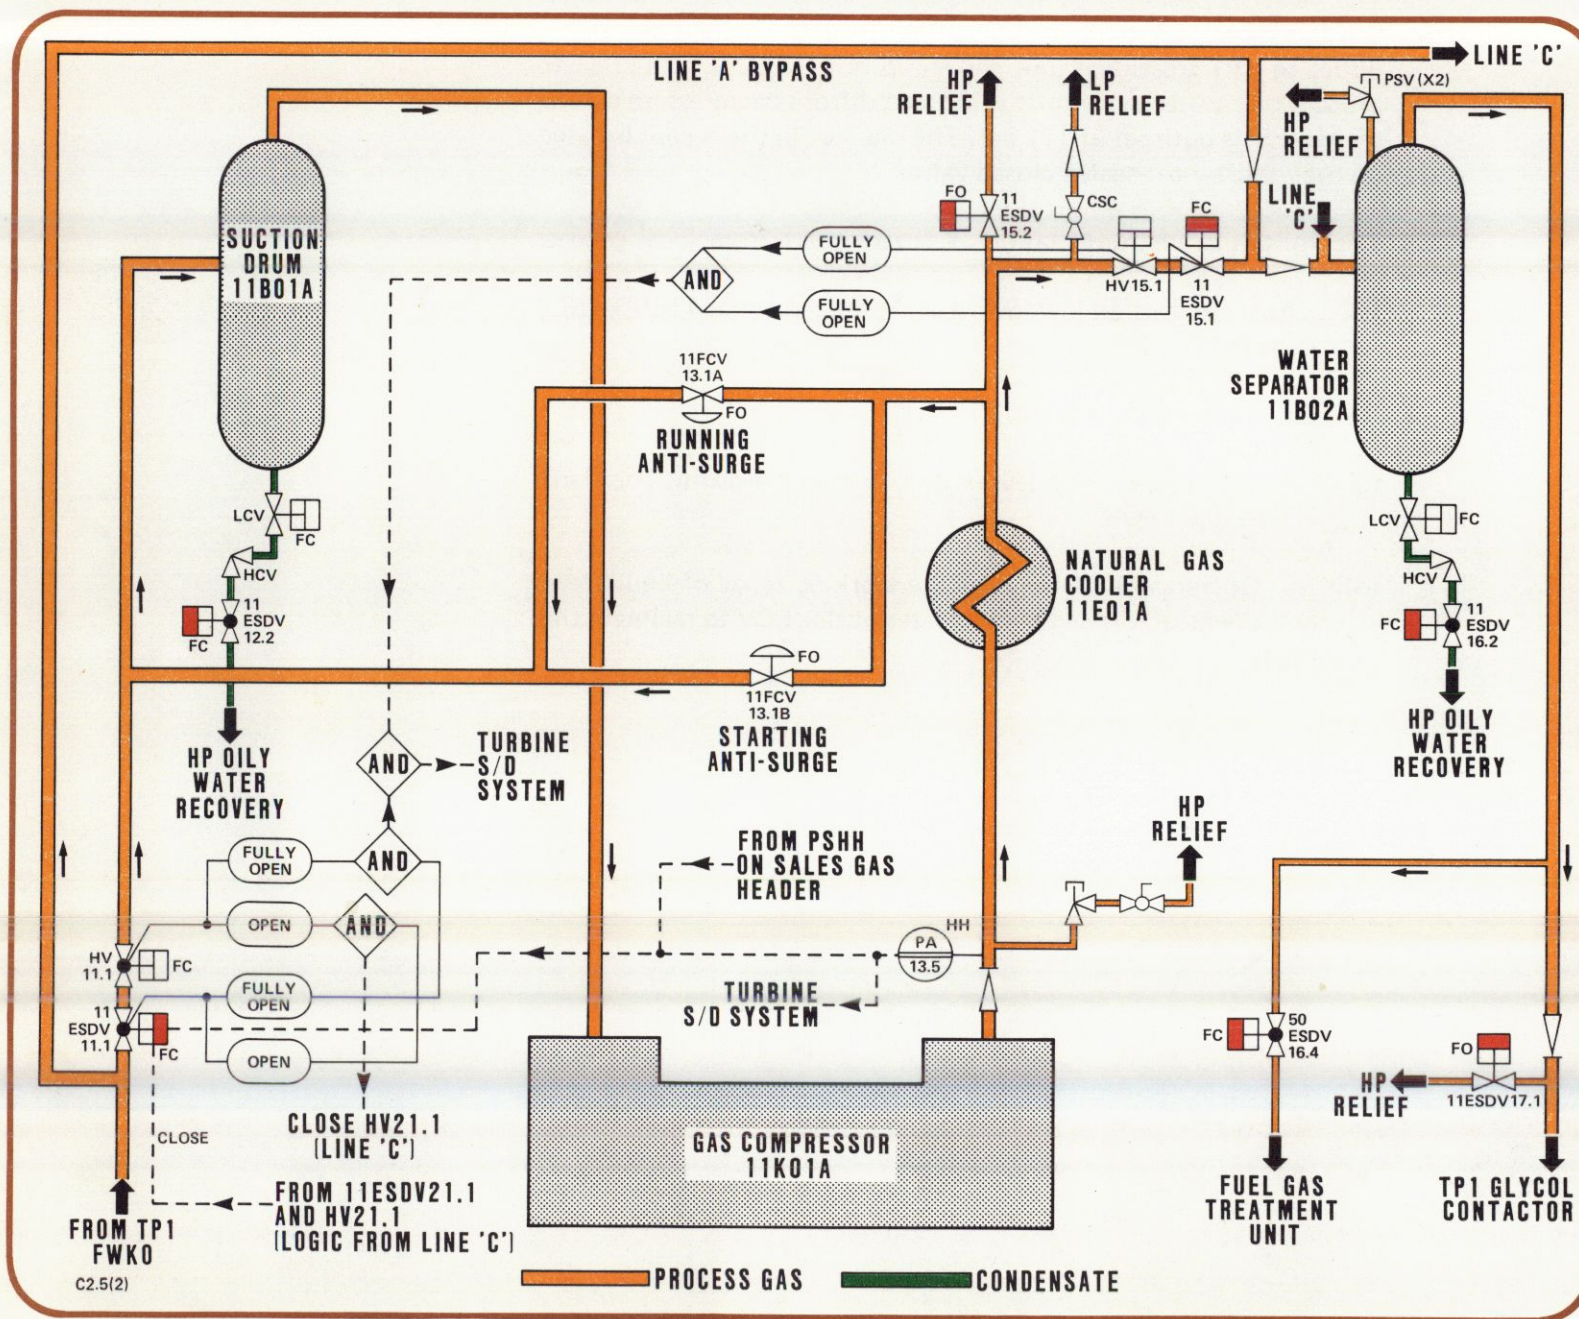 LINE 'A' BYPASS
HP
RELIEF
LP
RELIEF
LINE 'C'
PSV (X2)
HP
RELIEF
FO
11
ESDV
15.2
CSC
FC
LINE
'C'
HV15.1
11
ESDV
15.1
SUCTION
DRUM
11B01A
AND
FULLY
OPEN
FULLY
OPEN
WATER
SEPARATOR
11B02A
11FCV
13.1A
FO
RUNNING
ANTI-SURGE
LCV
FC
HCV
11
ESDV
12.2
FC
NATURAL GAS
COOLER
11E01A
LCV
FC
HCV
11
ESDV
16.2
FC
FO
11FCV
13.1B
STARTING
ANTI-SURGE
HP OILY
WATER
RECOVERY
AND
TURBINE
S/D
SYSTEM
HP OILY
WATER
RECOVERY
FULLY
OPEN
AND
OPEN
AND
FULLY
OPEN
OPEN
HV
11.1
FC
11
ESDV
11.1
FC
FROM PSHH
ON SALES GAS
HEADER
HP
RELIEF
HH
PA
13.5
TURBINE
S/D SYSTEM
FC
50
ESDV
16.4
FO
HP
RELIEF
11ESDV17.1
CLOSE
CLOSE HV21.1
(LINE 'C')
GAS COMPRESSOR
11K01A
FROM 11ESDV21.1
AND HV21.1
(LOGIC FROM LINE 'C')
FROM TP1
FWKO
FUEL GAS
TREATMENT
UNIT
TP1 GLYCOL
CONTACTOR
C2.5(2)
PROCESS GAS
CONDENSATE